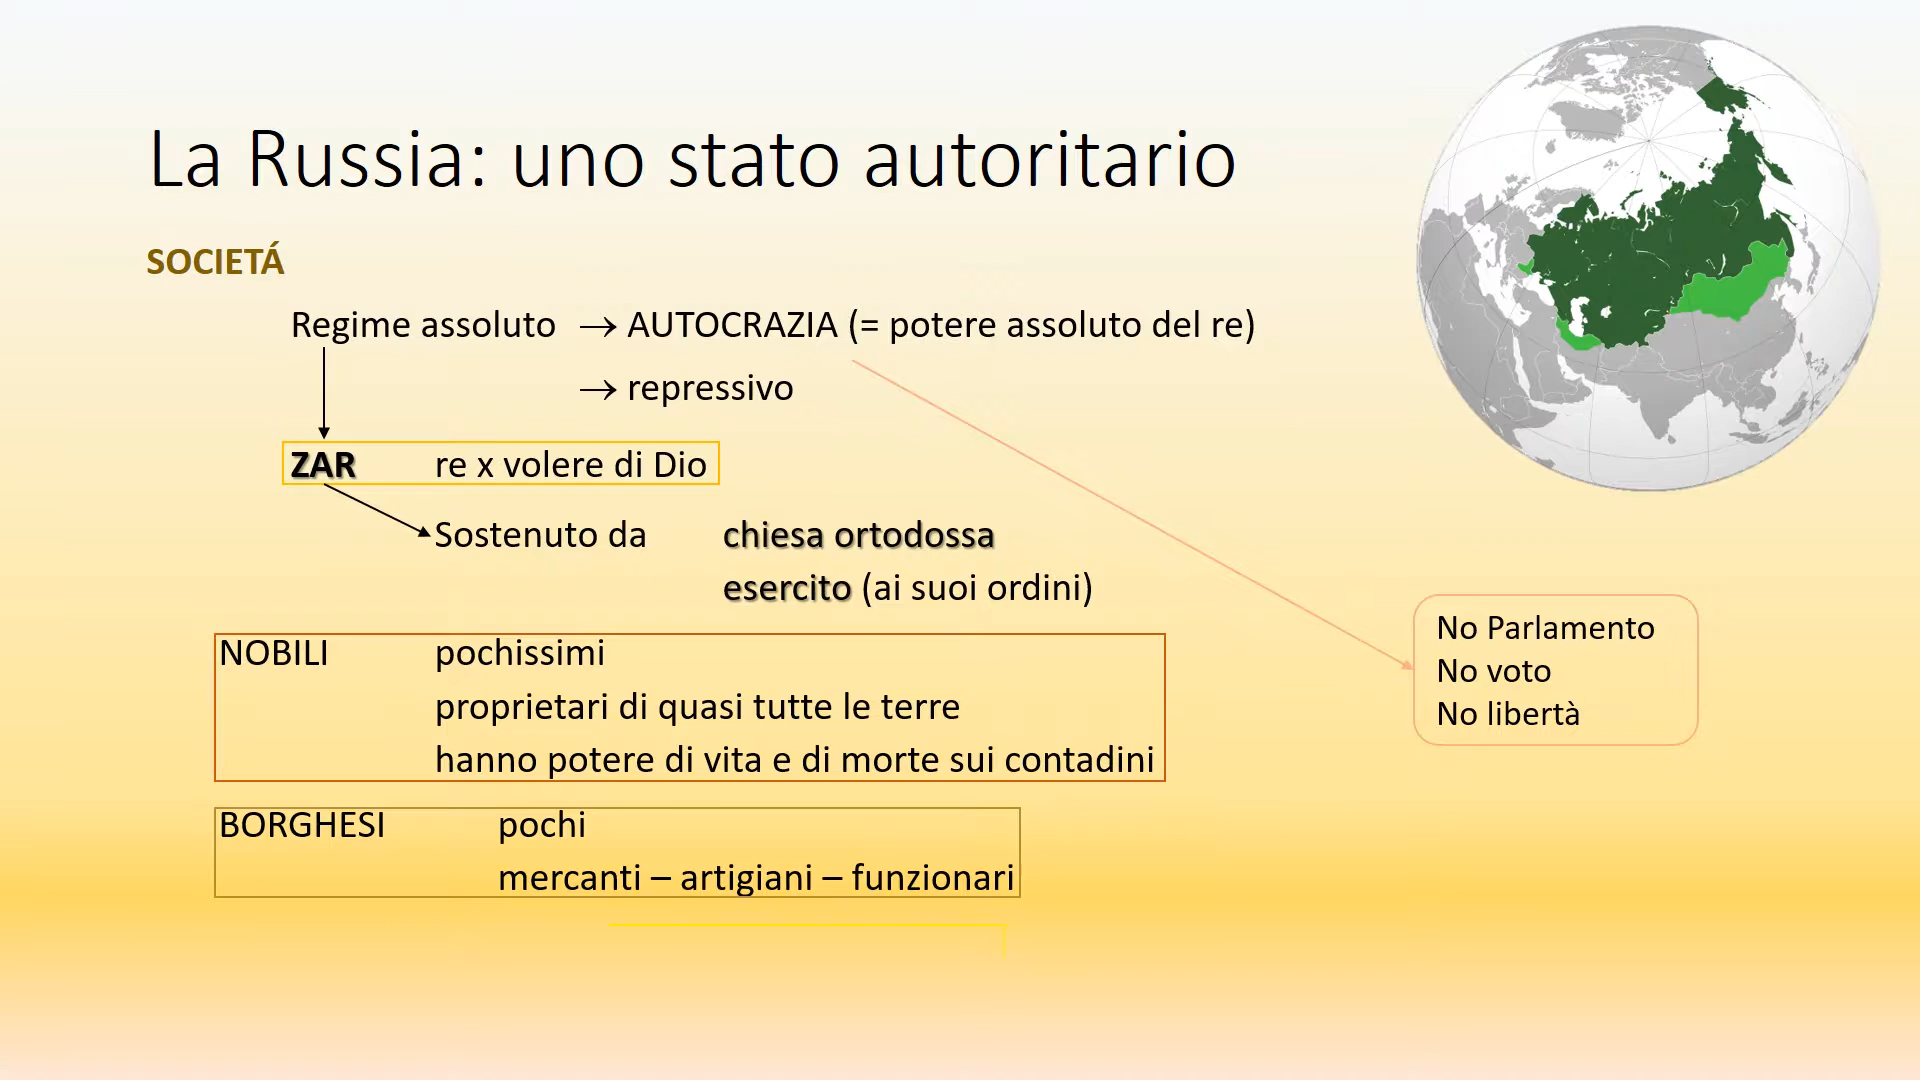 La Russia: uno stato autoritario
SOCIETÁ
Regime assoluto → AUTOCRAZIA (= potere assoluto del re)
→ repressivo
ZAR re x volere di Dio
Sostenuto da chiesa ortodossa
esercito (ai suoi ordini)
NOBILI pochissimi
proprietari di quasi tutte le terre
hanno potere di vita e di morte sui contadini
BORGHESI pochi
mercanti – artigiani – funzionari
No Parlamento
No voto
No libertà